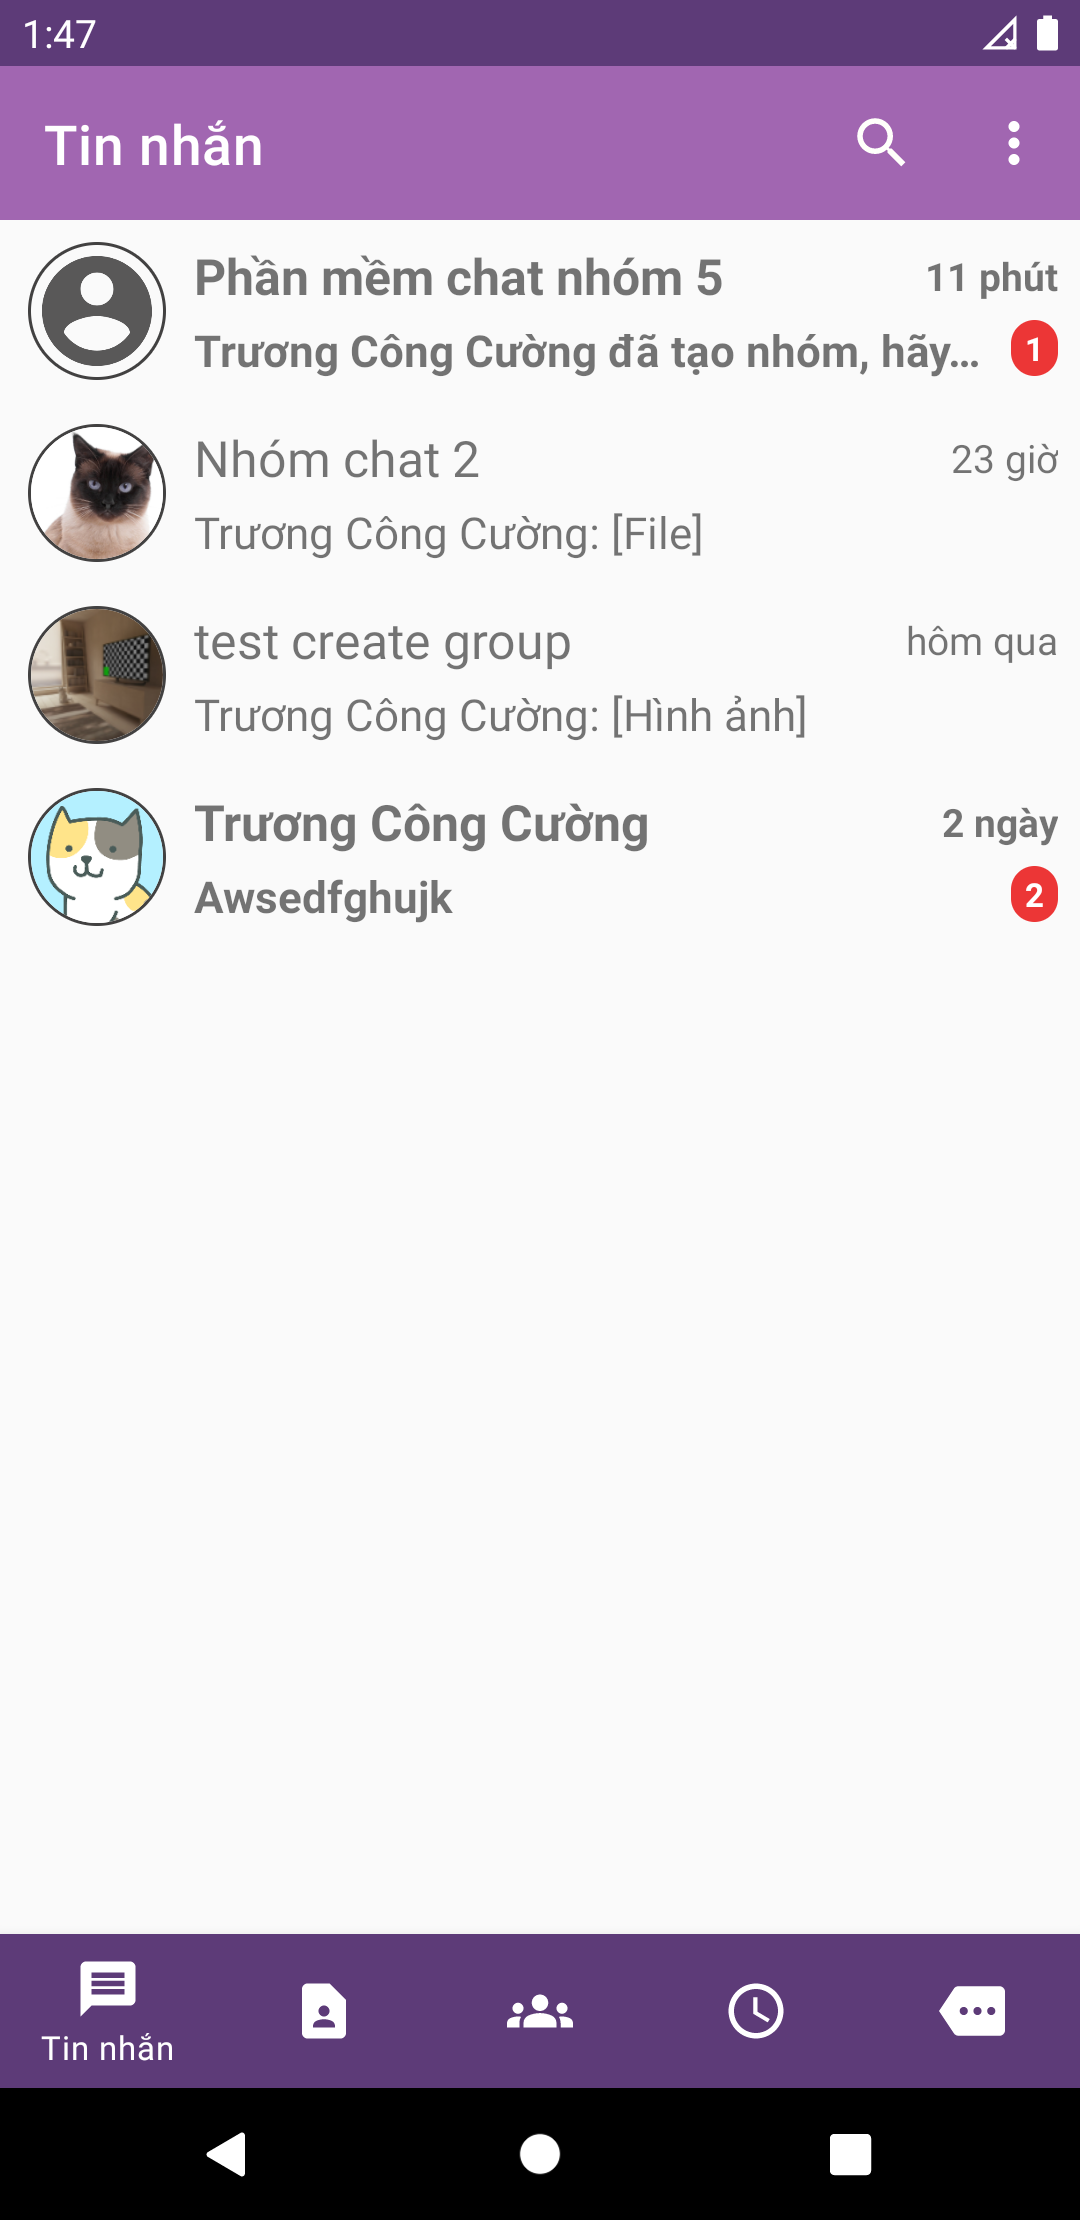 1:47
Tin nhắn
Phần mềm chat nhóm 5
11 phút
Trương Công Cường đã tạo nhóm, hãy...
1
Nhóm chat 2
23 giờ
Trương Công Cường: [File]
test create group
hôm qua
Trương Công Cường: [Hình ảnh]
Trương Công Cường
2 ngày
Awsedfghujk
2
Tin nhắn